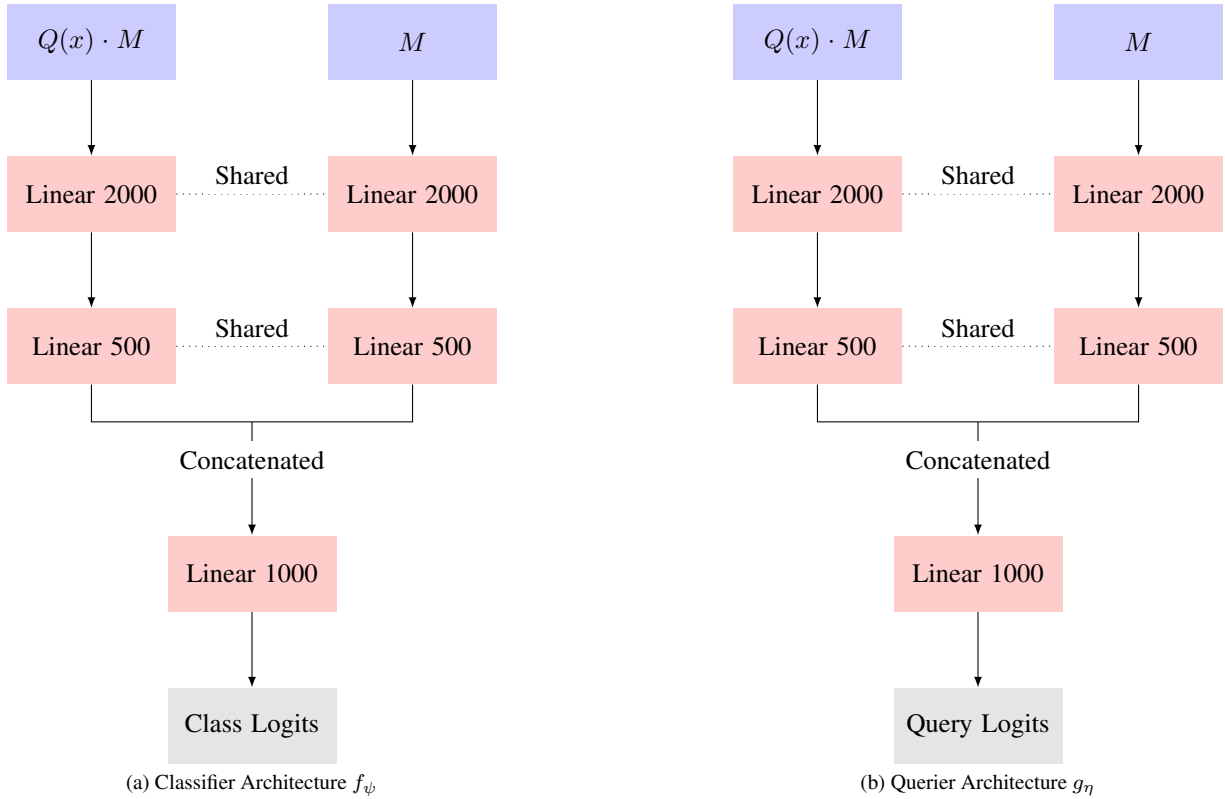 Q(x) · M
M
Linear 2000
Shared
Linear 2000
Linear 500
Shared
Linear 500
Concatenated
Linear 1000
Class Logits
(a) Classifier Architecture f_ψ
Q(x) · M
M
Linear 2000
Shared
Linear 2000
Linear 500
Shared
Linear 500
Concatenated
Linear 1000
Query Logits
(b) Querier Architecture g_η